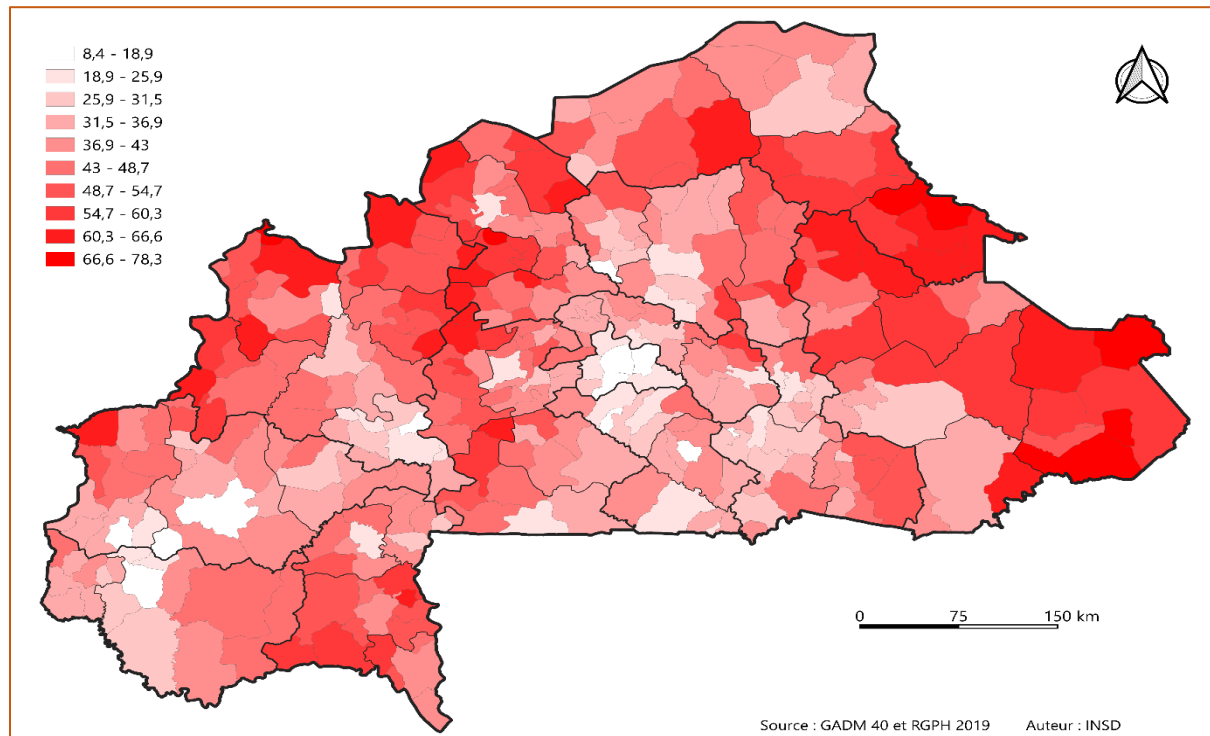 8,4 - 18,9
18,9 - 25,9
25,9 - 31,5
31,5 - 36,9
36,9 - 43
43 - 48,7
48,7 - 54,7
54,7 - 60,3
60,3 - 66,6
66,6 - 78,3
0 75 150 km
Source : GADM 40 et RGPH 2019 Auteur : INSD